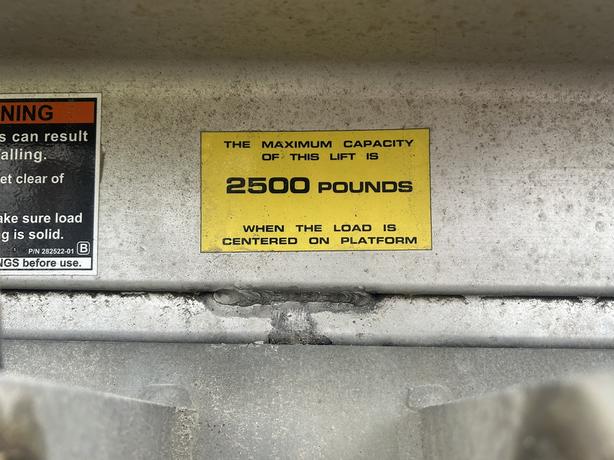 NING
s can result
alling.
et clear of
ake sure load
g is solid.
P/N 282522-01 B
NGS before use.
THE MAXIMUM CAPACITY
OF THIS LIFT IS
2500 POUNDS
WHEN THE LOAD IS
CENTERED ON PLATFORM